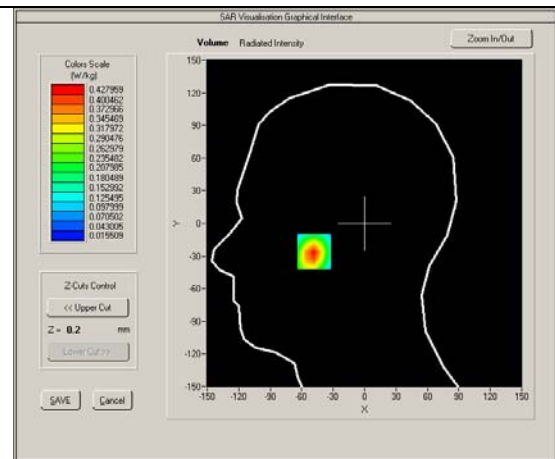 SAR Visualisation Graphical Interface
Volume Radiated Intensity
Zoom In/Out
Colors Scale
(W/kg)
0.427959
0.400462
0.372966
0.345469
0.317972
0.290476
0.262979
0.235482
0.207985
0.180489
0.152992
0.125495
0.097999
0.070502
0.043005
0.015509
Z-Cuts Control
<< Upper Cut
Z = 0.2 mm
Lower Cut >>
SAVE Cancel
150
120
90
60
30
0
-30
-60
-90
-120
-150
Y
-150 -120 -90 -60 -30 0 30 60 90 120 150
X